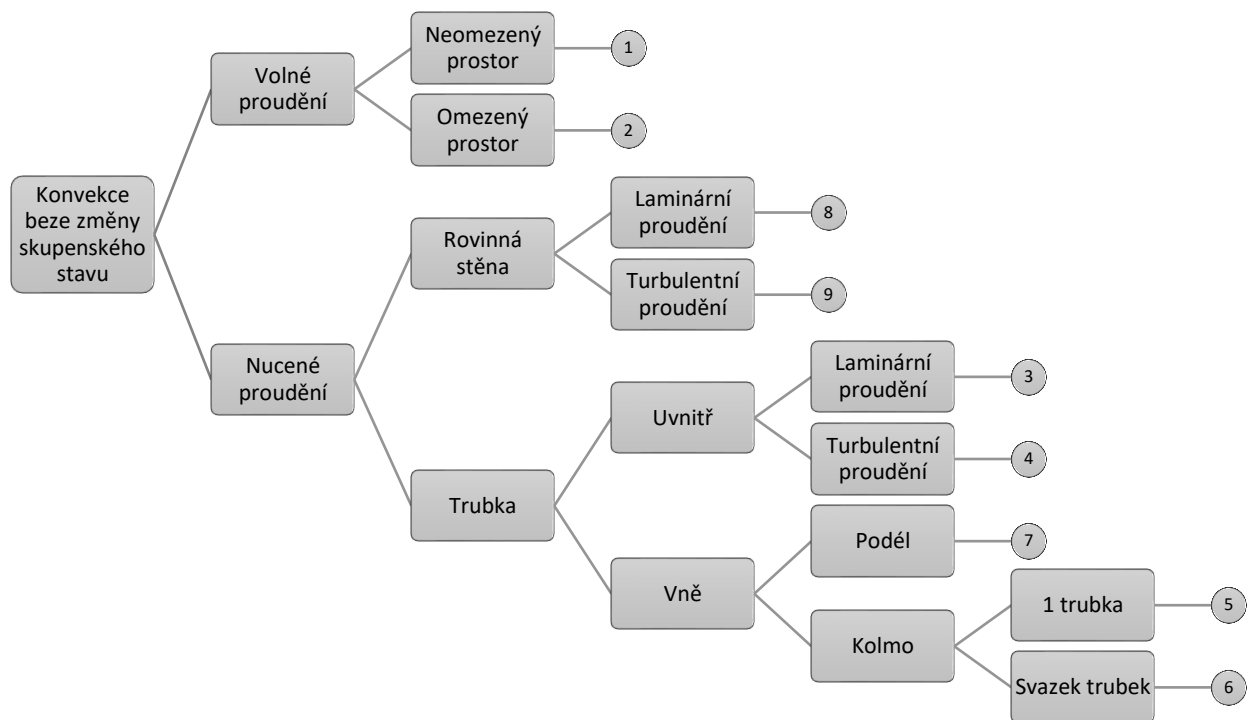 Neomezený
prostor
1
Volné
proudění
Omezený
prostor
2
Konvekce
beze změny
skupenského
stavu
Laminární
proudění
8
Rovinná
stěna
Turbulentní
proudění
9
Nucené
proudění
Laminární
proudění
3
Uvnitř
Turbulentní
proudění
4
Trubka
Podél
7
Vně
1 trubka
5
Kolmo
Svazek trubek
6